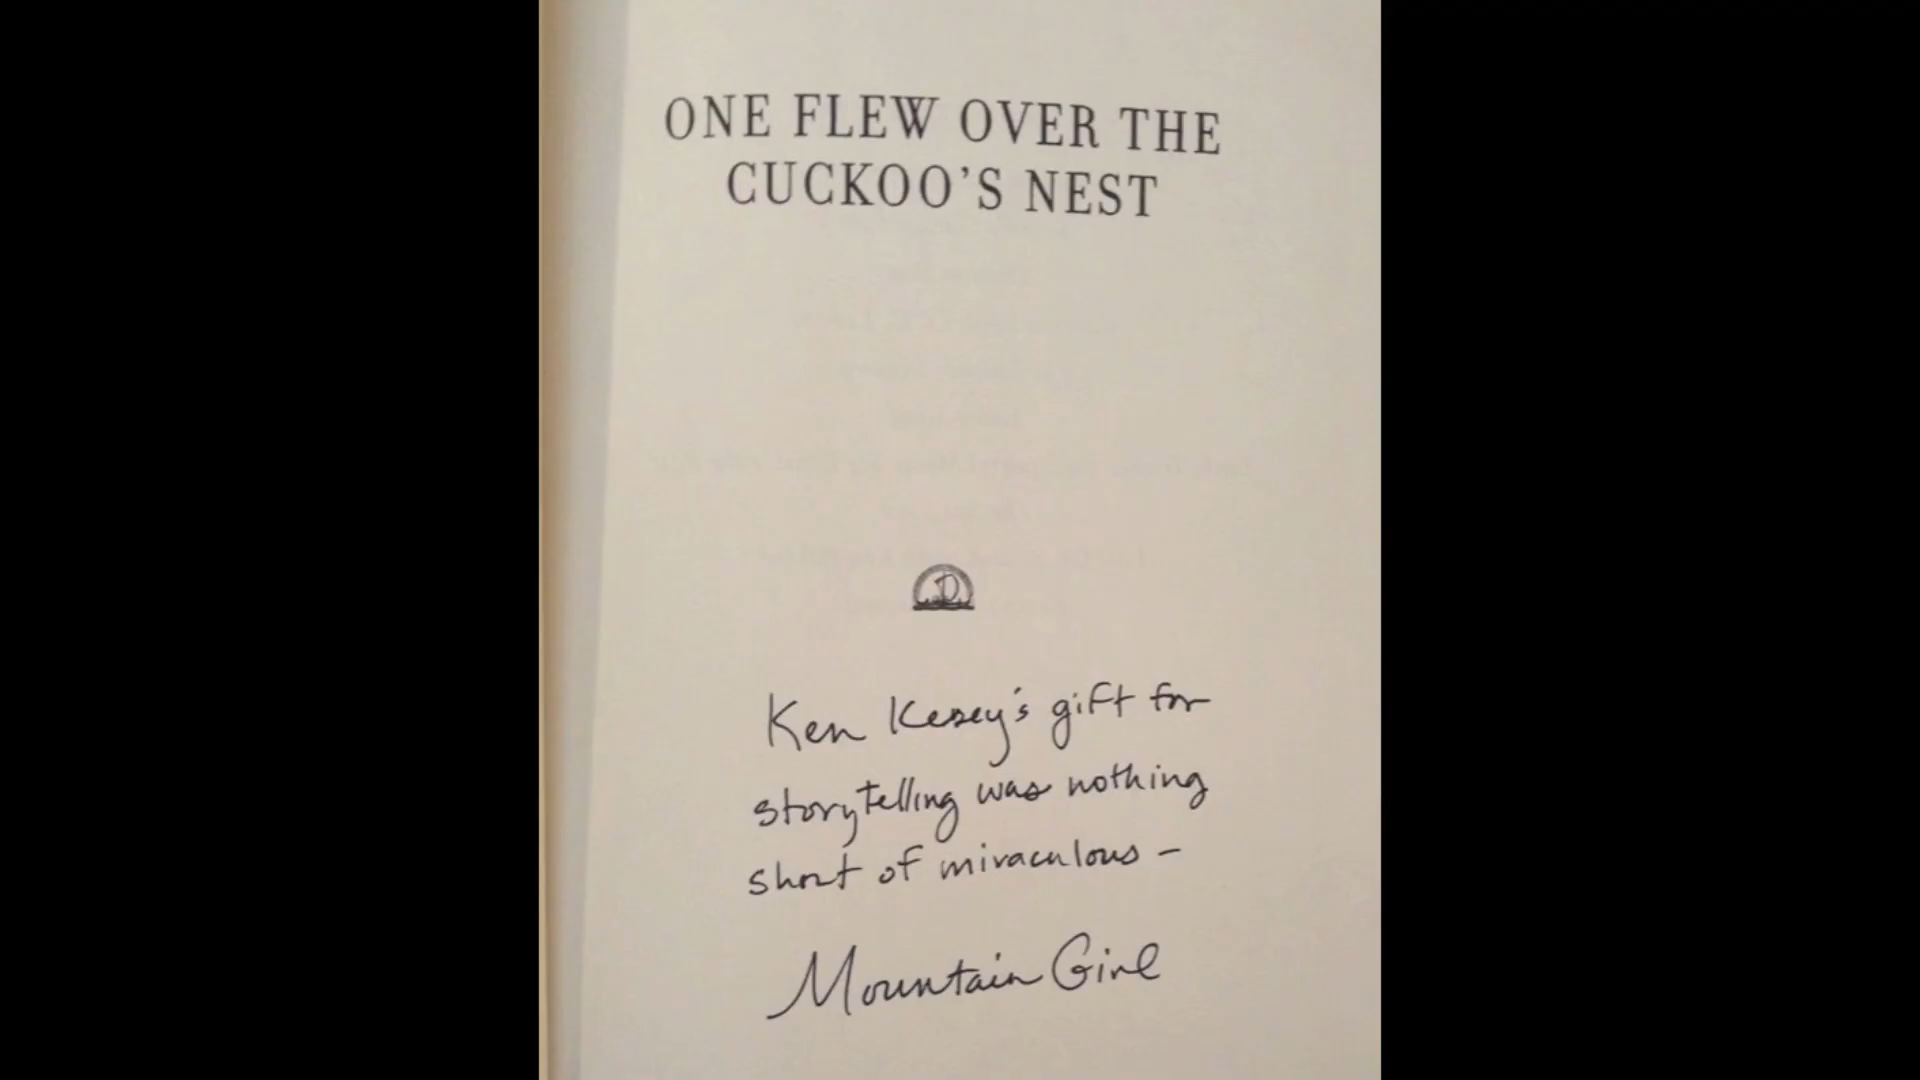 ONE FLEW OVER THE
CUCKOO'S NEST
Ken Kesey's gift for
storytelling was nothing
short of miraculous –
Mountain Girl